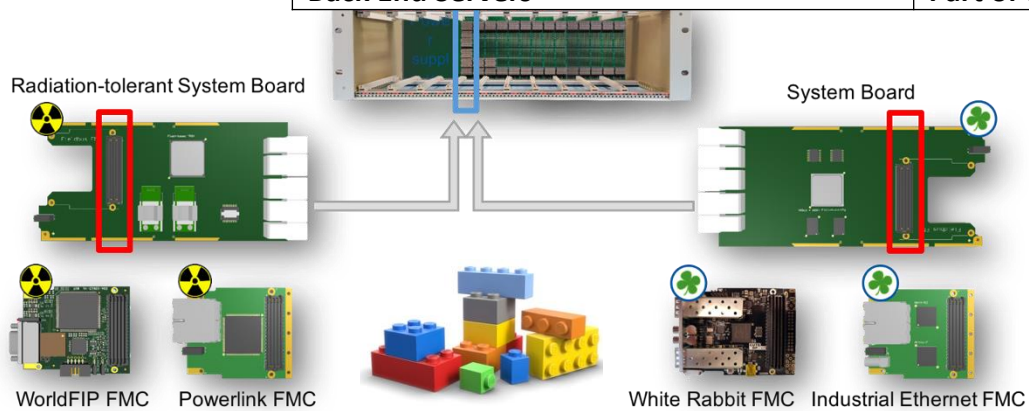 Radiation-tolerant System Board
System Board
WorldFIP FMC
Powerlink FMC
White Rabbit FMC
Industrial Ethernet FMC